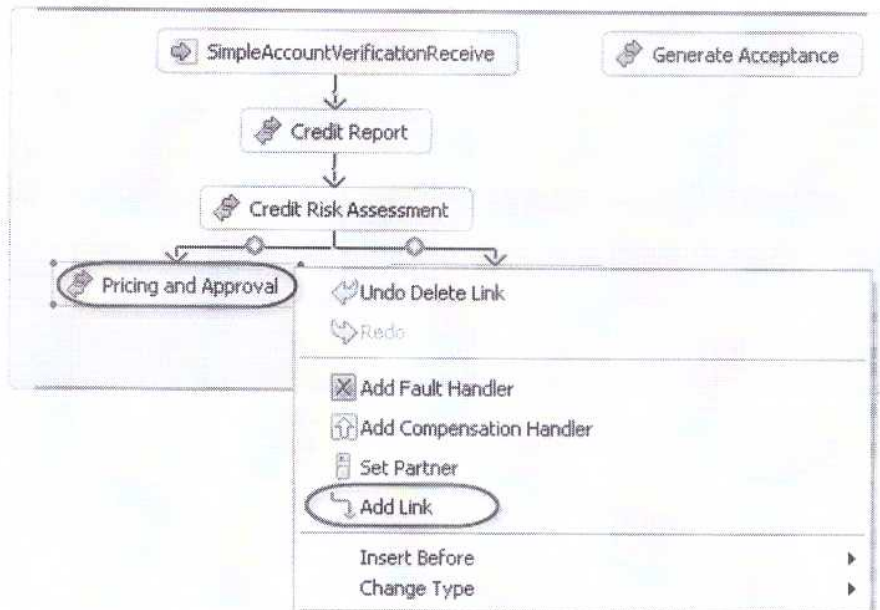 SimpleAccountVerificationReceive
Generate Acceptance
Credit Report
Credit Risk Assessment
Pricing and Approval
Undo Delete Link
Redo
Add Fault Handler
Add Compensation Handler
Set Partner
Add Link
Insert Before
Change Type